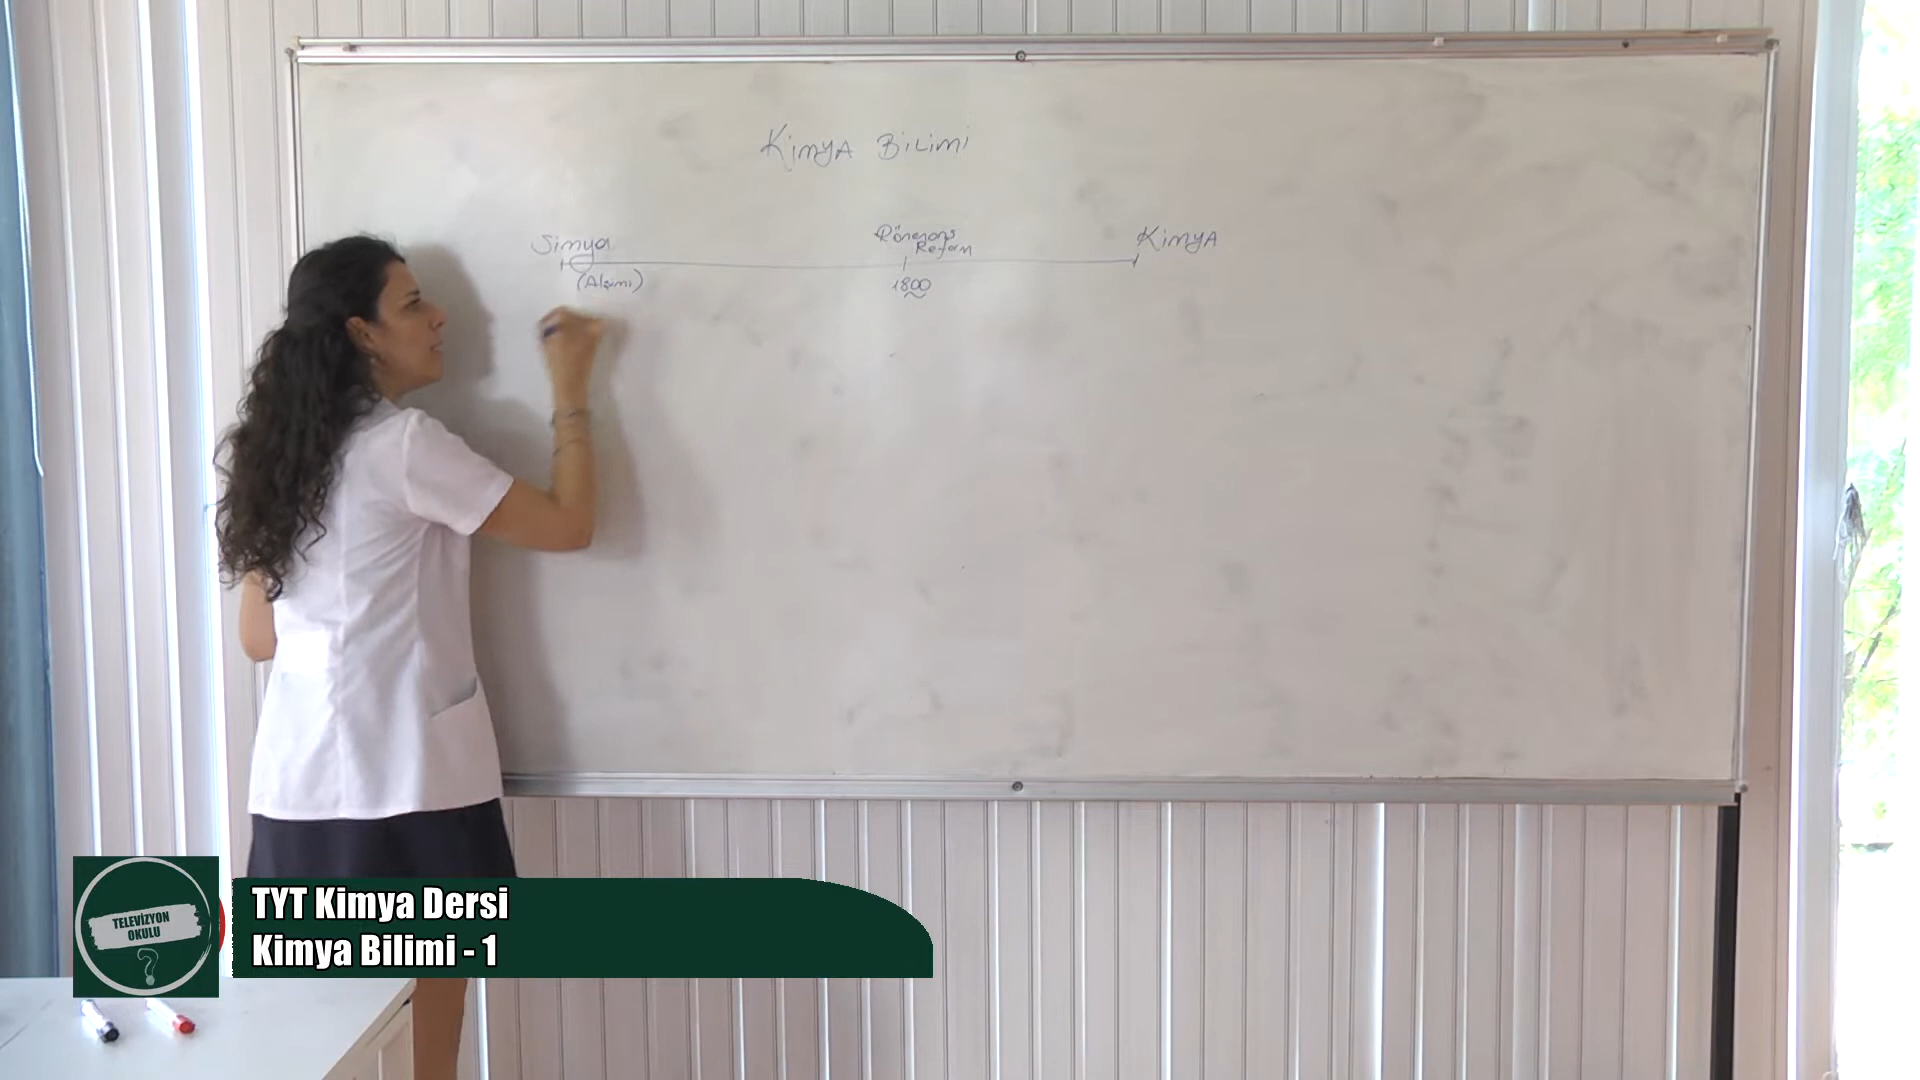 Kimya Bilimi
Simya
Rönesans
Reform
Kimya
(Alşimi)
1800
TELEVİZYON
OKULU
?
TYT Kimya Dersi
Kimya Bilimi - 1